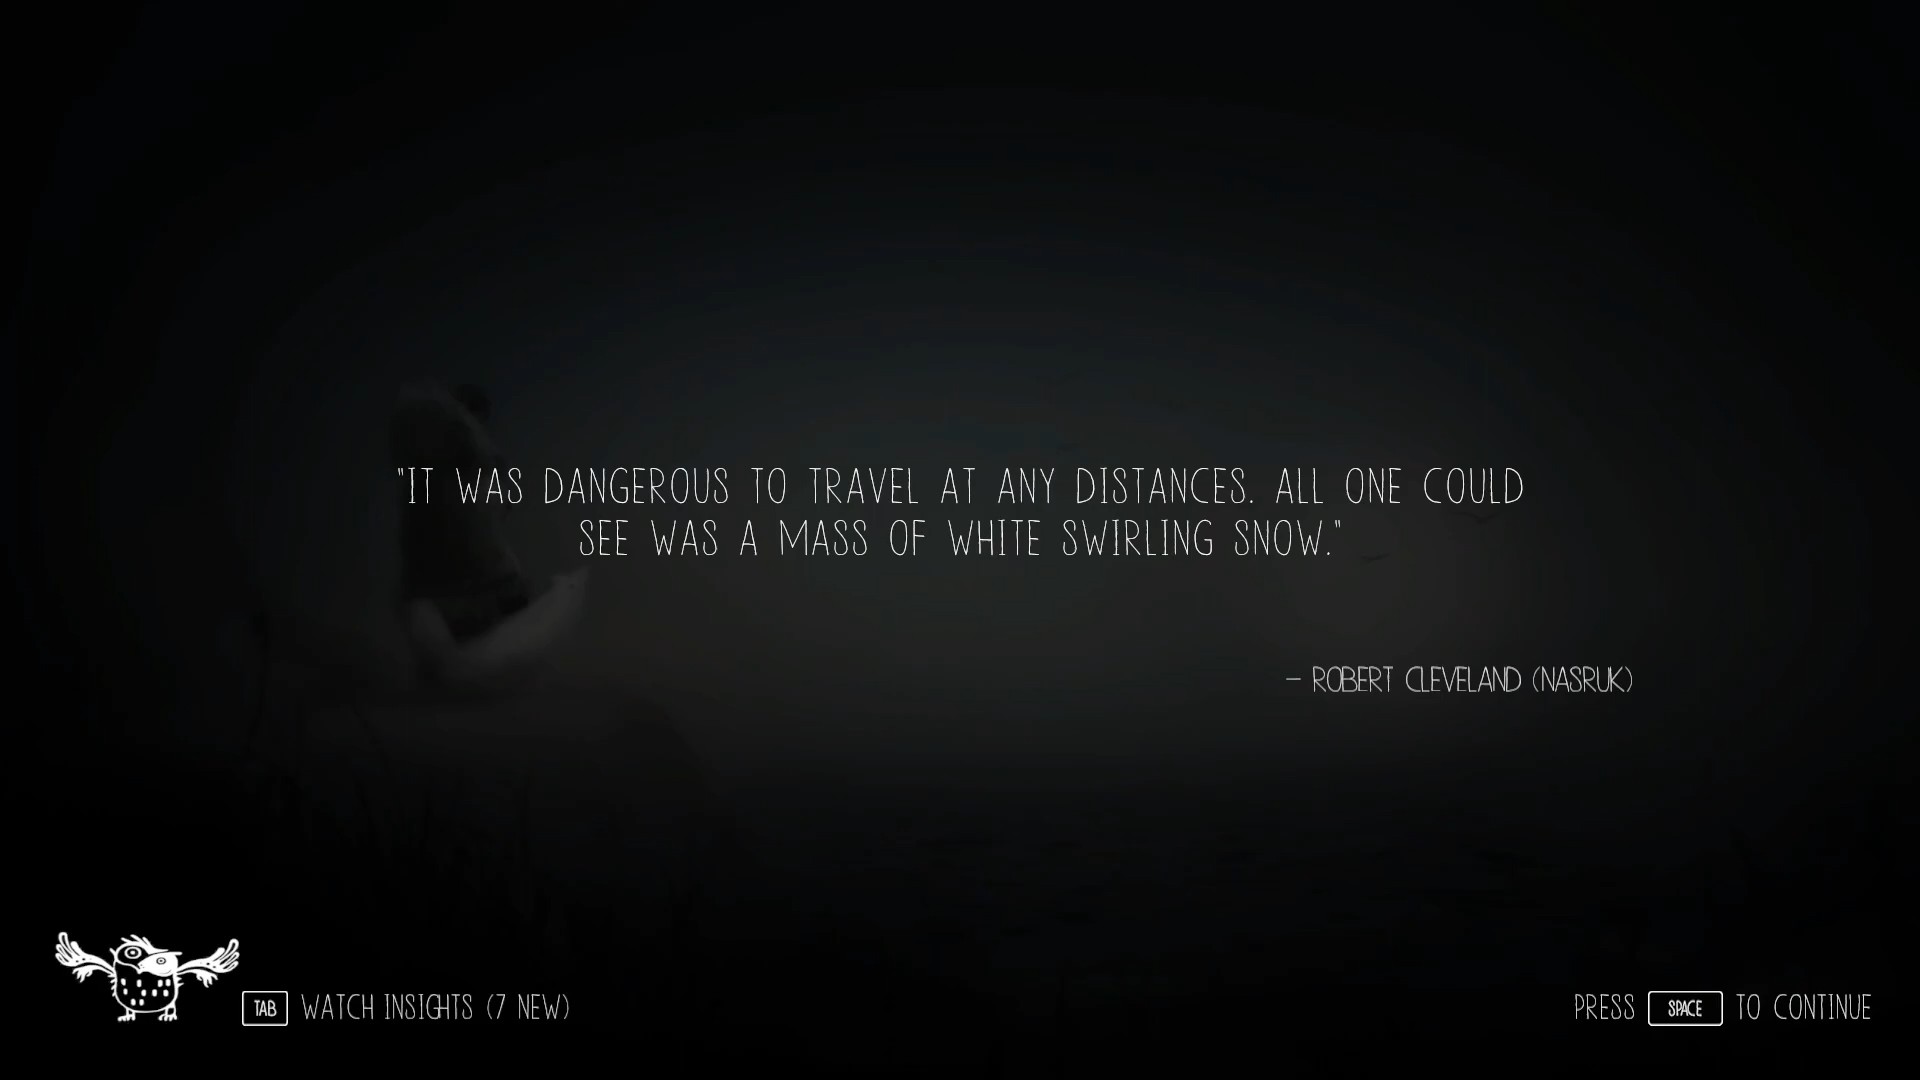 "IT WAS DANGEROUS TO TRAVEL AT ANY DISTANCES. ALL ONE COULD
SEE WAS A MASS OF WHITE SWIRLING SNOW."
– ROBERT CLEVELAND (NASRUK)
TAB WATCH INSIGHTS (7 NEW)
PRESS SPACE TO CONTINUE